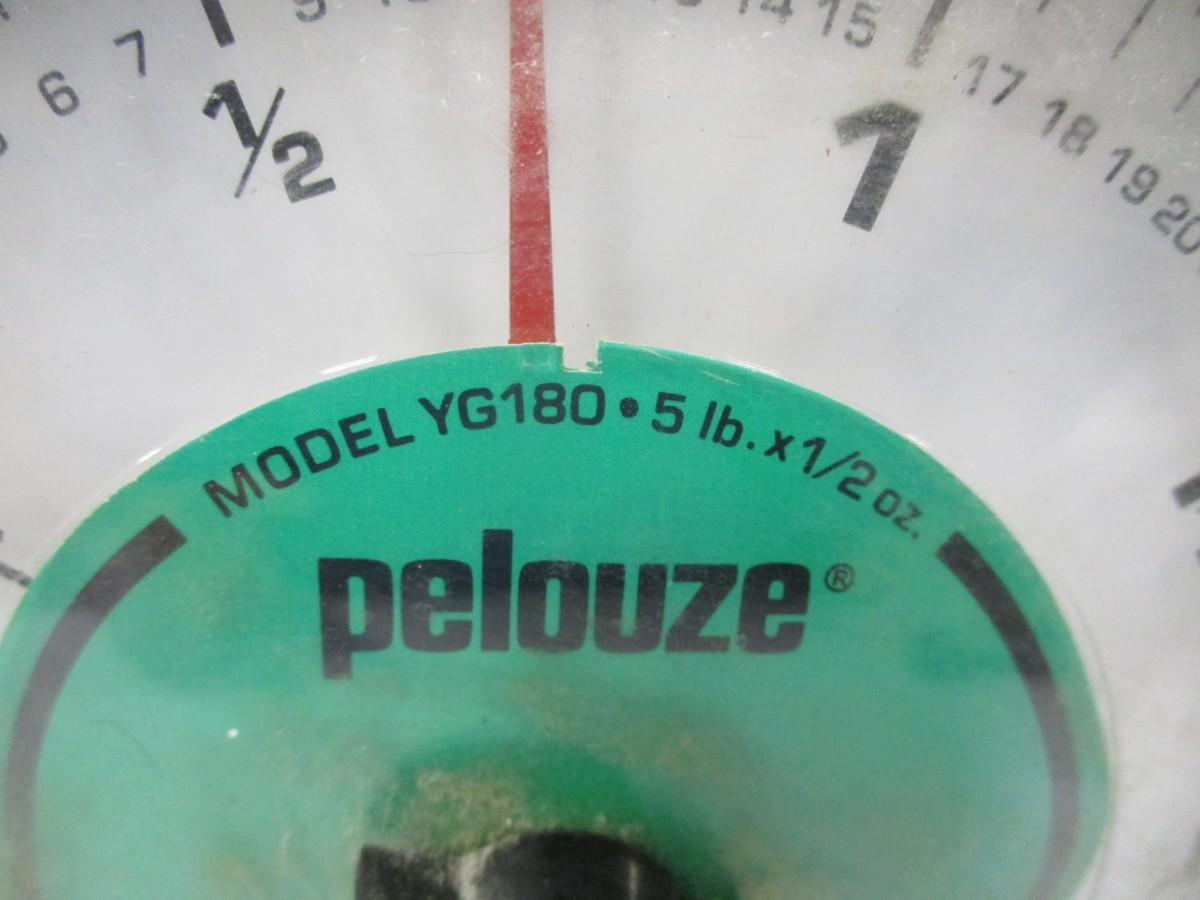 6 7 9 14 15 17 18 19 20
1/2 1
MODEL YG180 • 5 lb. x 1/2 oz.
pelouze®